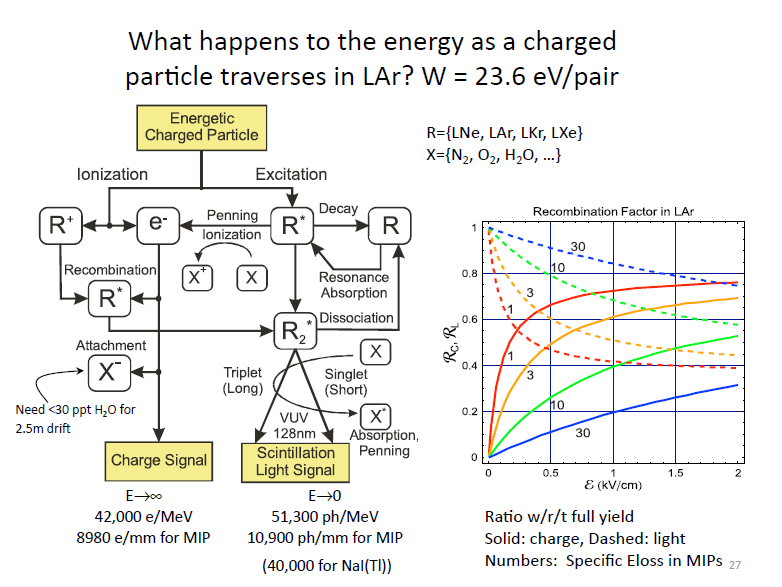 What happens to the energy as a charged
particle traverses in LAr? W = 23.6 eV/pair
Energetic
Charged Particle
R={LNe, LAr, LKr, LXe}
X={N₂, O₂, H₂O, ...}
Ionization
Excitation
R⁺
e⁻
Penning
Ionization
R*
Decay
R
X⁺
X
Recombination
R*
Resonance
Absorption
Dissociation
R₂*
Attachment
X⁻
Triplet
(Long)
Singlet
(Short)
X
X*
Need <30 ppt H₂O for
2.5m drift
VUV
128nm
Absorption,
Penning
Charge Signal
Scintillation
Light Signal
E→∞
42,000 e/MeV
8980 e/mm for MIP
E→0
51,300 ph/MeV
10,900 ph/mm for MIP
(40,000 for NaI(Tl))
Recombination Factor in LAr
1
0.8
0.6
0.4
0.2
0
ℛC, ℛL
30
10
3
1
1
3
10
30
0 0.5 1 1.5 2
ℰ (kV/cm)
Ratio w/r/t full yield
Solid: charge, Dashed: light
Numbers: Specific Eloss in MIPs
27